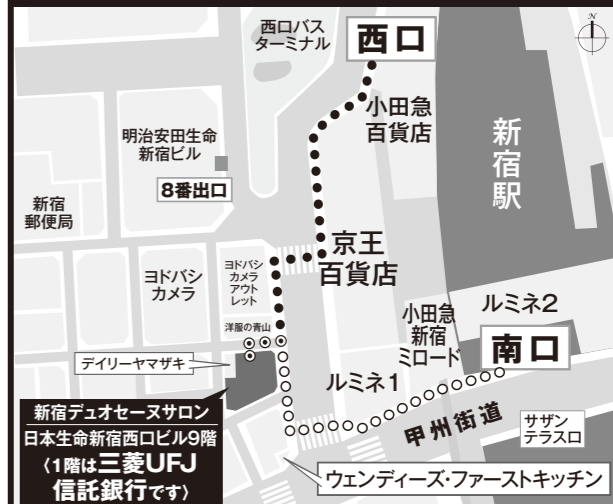 西口バス
ターミナル
西口
N
小田急
百貨店
新宿駅
明治安田生命
新宿ビル
8番出口
新宿
郵便局
京王
百貨店
ヨドバシ
カメラ
ヨドバシ
カメラ
アウト
レット
洋服の青山
小田急
新宿
ミロード
ルミネ2
南口
デイリーヤマザキ
ルミネ1
甲州街道
サザン
テラス口
新宿デュオセーヌサロン
日本生命新宿西口ビル9階
〈1階は三菱UFJ
信託銀行です〉
ウェンディーズ・ファーストキッチン